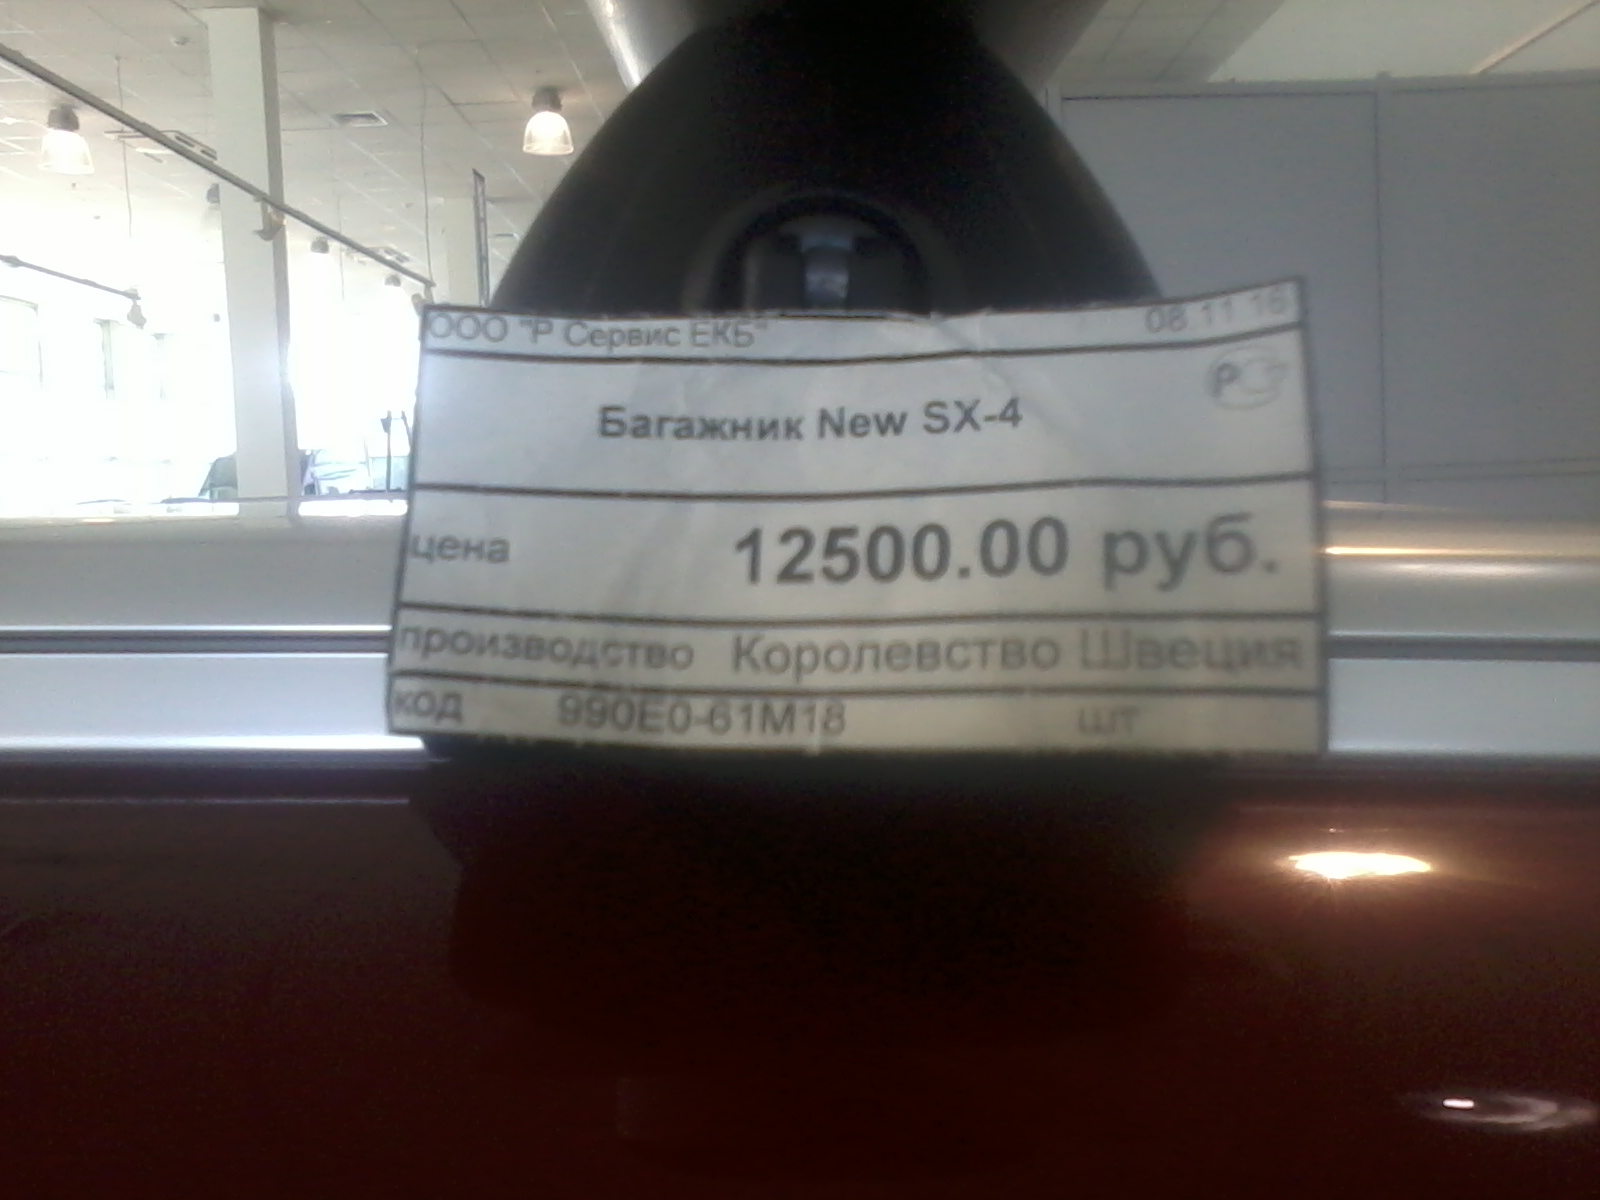 ООО "Р Сервис ЕКБ" 08 11 16
Багажник New SX-4
цена 12500.00 руб.
производство Королевство Швеция
код 990E0-61M18 шт